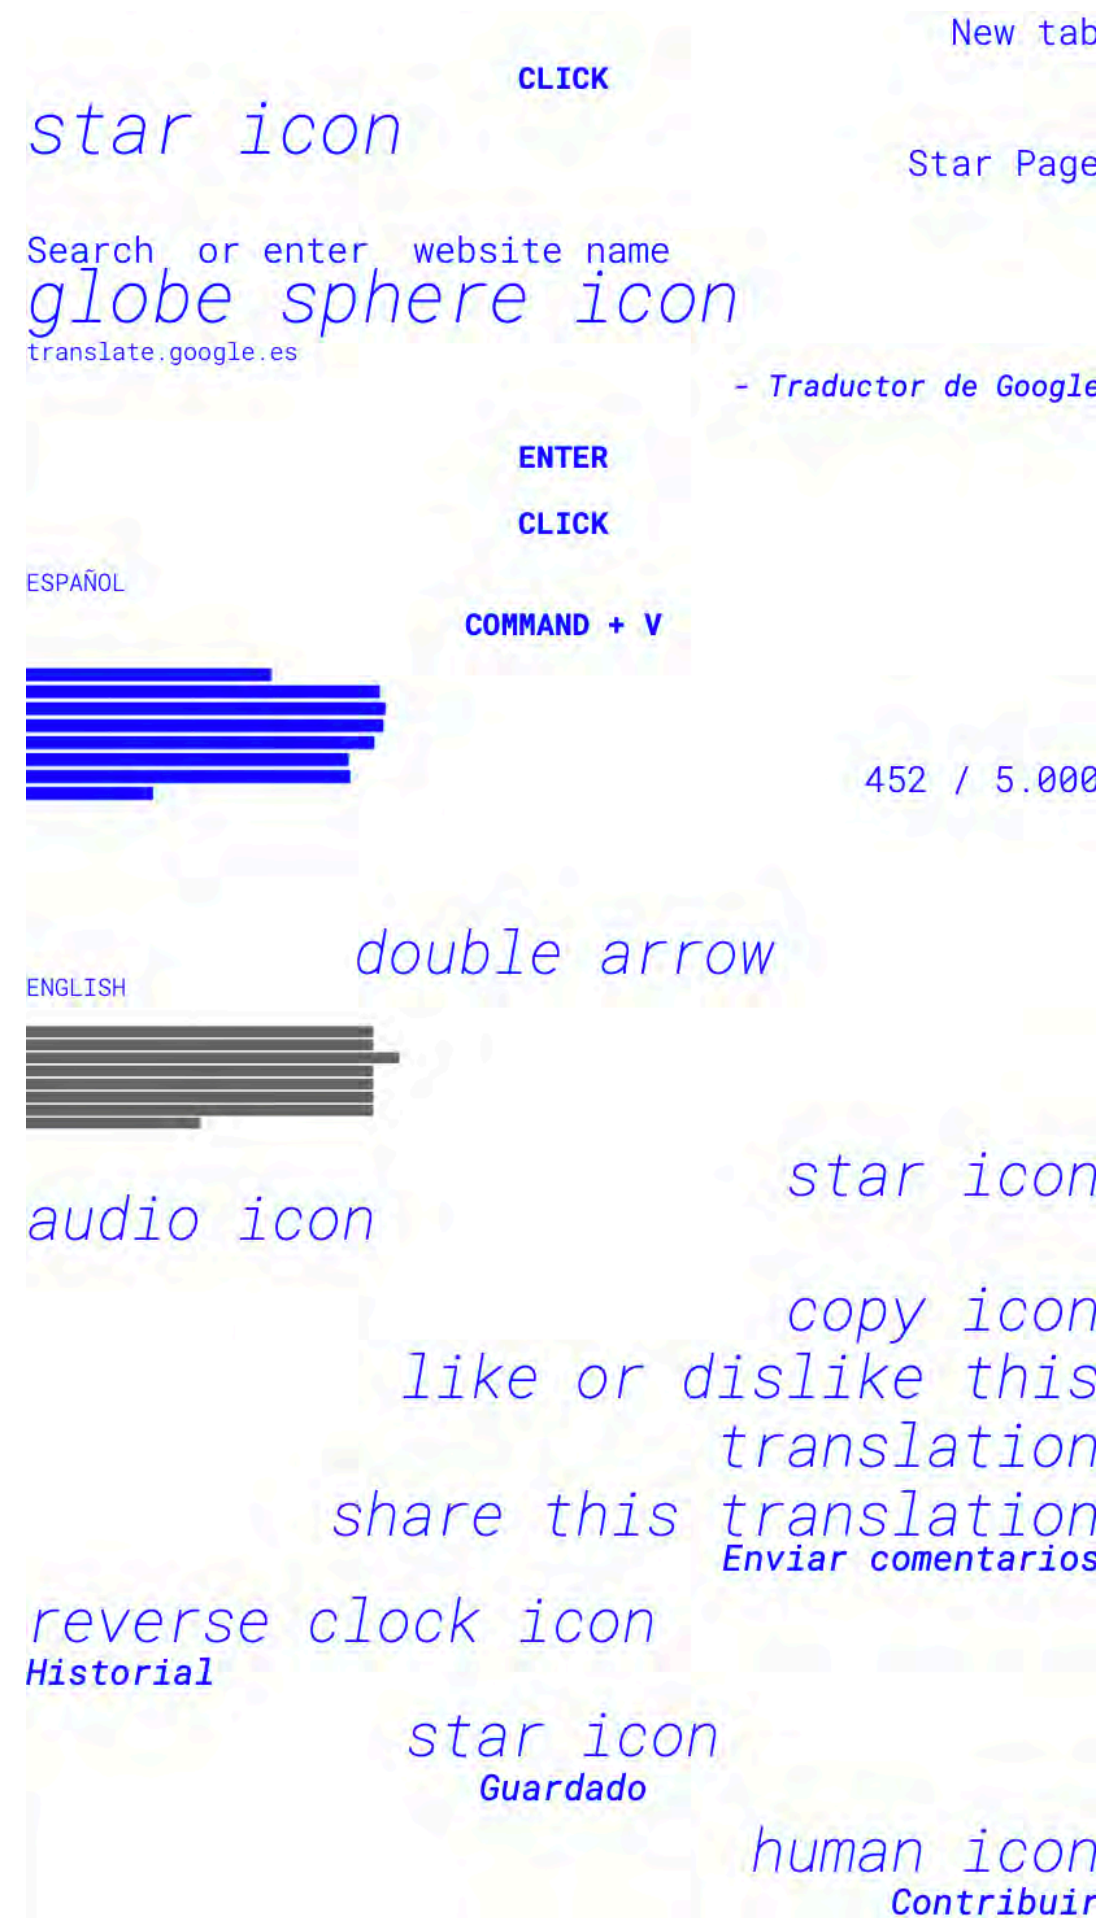 New tab
CLICK
star icon
Star Page
Search or enter website name
globe sphere icon
translate.google.es
- Traductor de Google
ENTER
CLICK
ESPAÑOL
COMMAND + V
452 / 5.000
double arrow
ENGLISH
star icon
audio icon
copy icon
like or dislike this
translation
share this translation
Enviar comentarios
reverse clock icon
Historial
star icon
Guardado
human icon
Contribuir